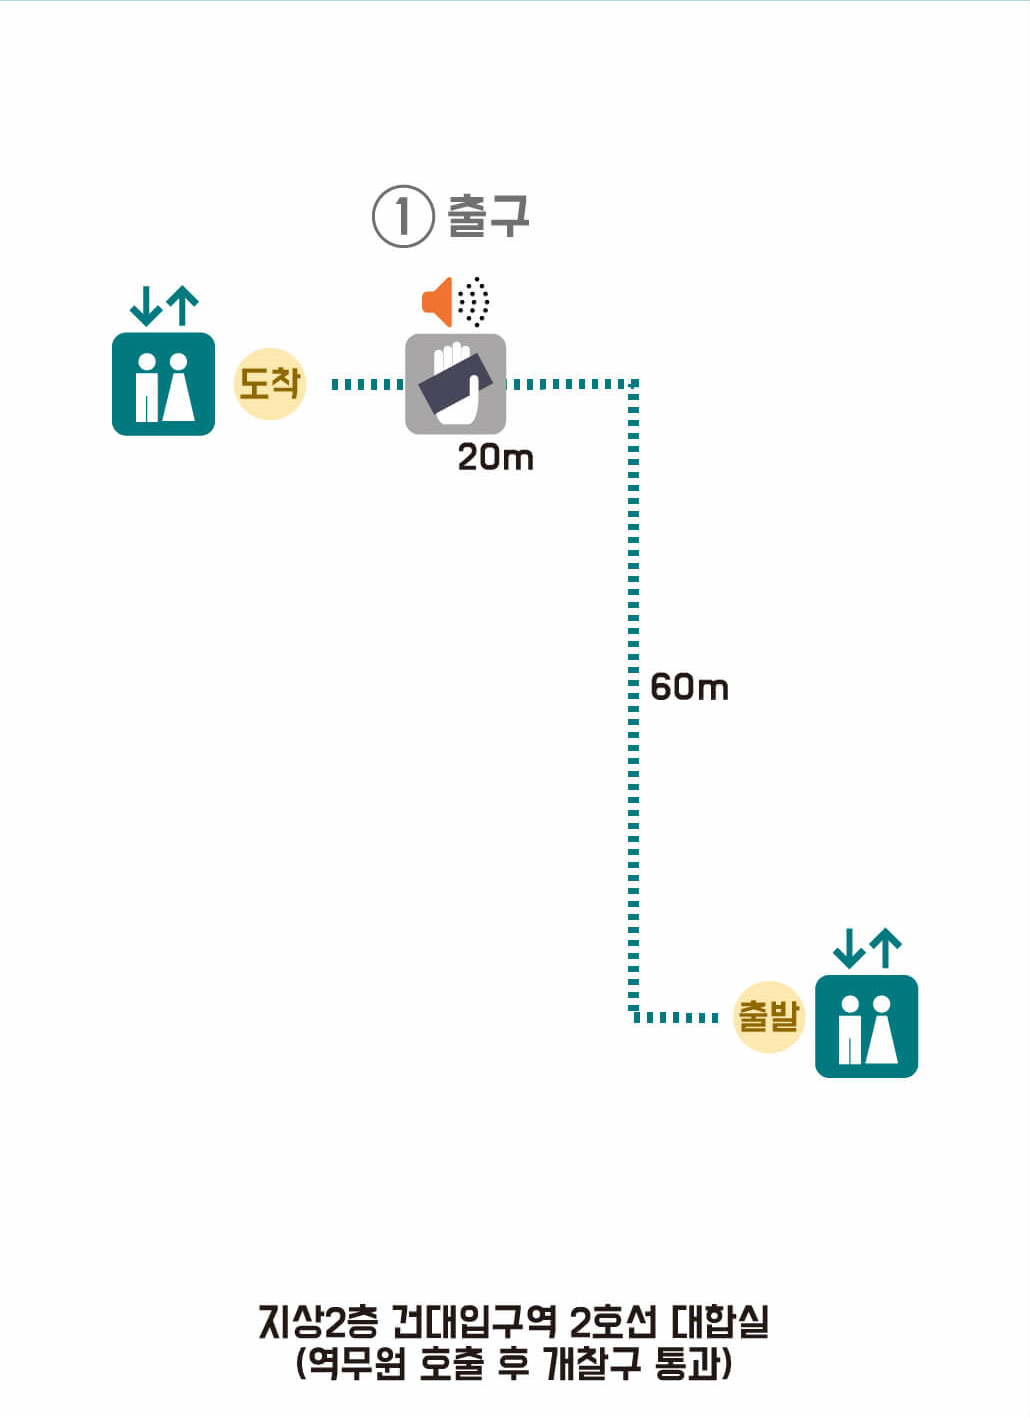 ① 출구
도착
20m
60m
출발
지상2층 건대입구역 2호선 대합실
(역무원 호출 후 개찰구 통과)